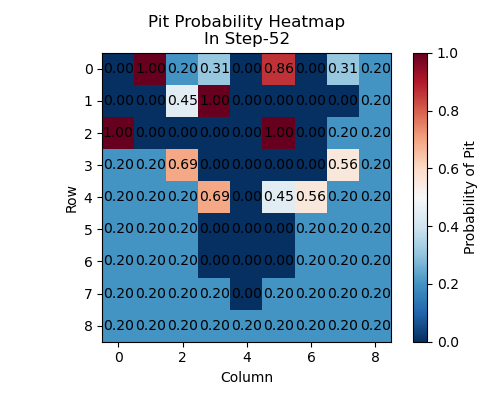 Pit Probability Heatmap
In Step-52
0 0.00 1.00 0.20 0.31 0.00 0.86 0.00 0.31 0.20
1 0.00 0.00 0.45 1.00 0.00 0.00 0.00 0.00 0.20
2 1.00 0.00 0.00 0.00 0.00 1.00 0.00 0.20 0.20
3 0.20 0.20 0.69 0.00 0.00 0.00 0.00 0.56 0.20
4 0.20 0.20 0.20 0.69 0.00 0.45 0.56 0.20 0.20
5 0.20 0.20 0.20 0.00 0.00 0.00 0.20 0.20 0.20
6 0.20 0.20 0.20 0.00 0.00 0.00 0.20 0.20 0.20
7 0.20 0.20 0.20 0.20 0.00 0.20 0.20 0.20 0.20
8 0.20 0.20 0.20 0.20 0.20 0.20 0.20 0.20 0.20
0 2 4 6 8
Column
Row
1.0
0.8
0.6
0.4
0.2
0.0
Probability of Pit